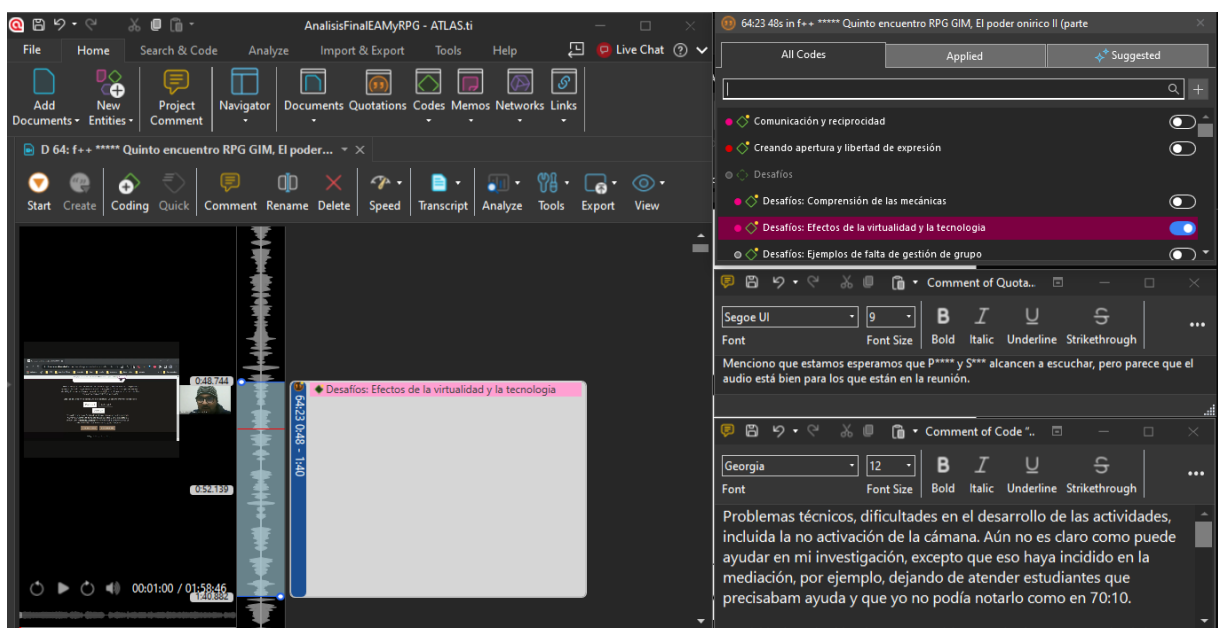 AnalisisFinalEAMyRPG - ATLAS.ti
File Home Search & Code Analyze Import & Export Tools Help Live Chat
Add Documents New Entities Project Comment Navigator Documents Quotations Codes Memos Networks Links
D 64: f++ ***** Quinto encuentro RPG GIM, El poder...
Start Create Coding Quick Comment Rename Delete Speed Transcript Analyze Tools Export View
0:48.744
Desafíos: Efectos de la virtualidad y la tecnologia
64:23 0:48 - 1:40
0:52.139
00:01:00 / 01:58:46
1:40.882
64:23 48s in f++ ***** Quinto encuentro RPG GIM, El poder onirico II (parte
All Codes Applied Suggested
Comunicación y reciprocidad
Creando apertura y libertad de expresión
Desafíos
Desafíos: Comprensión de las mecánicas
Desafíos: Efectos de la virtualidad y la tecnologia
Desafíos: Ejemplos de falta de gestión de grupo
Comment of Quota..
Segoe UI 9 B I U S
Font Font Size Bold Italic Underline Strikethrough
Menciono que estamos esperamos que P**** y S*** alcancen a escuchar, pero parece que el
audio está bien para los que están en la reunión.
Comment of Code "..
Georgia 12 B I U S
Font Font Size Bold Italic Underline Strikethrough
Problemas técnicos, dificultades en el desarrollo de las actividades,
incluida la no activación de la cámana. Aún no es claro como puede
ayudar en mi investigación, excepto que eso haya incidido en la
mediación, por ejemplo, dejando de atender estudiantes que
precisabam ayuda y que yo no podía notarlo como en 70:10.